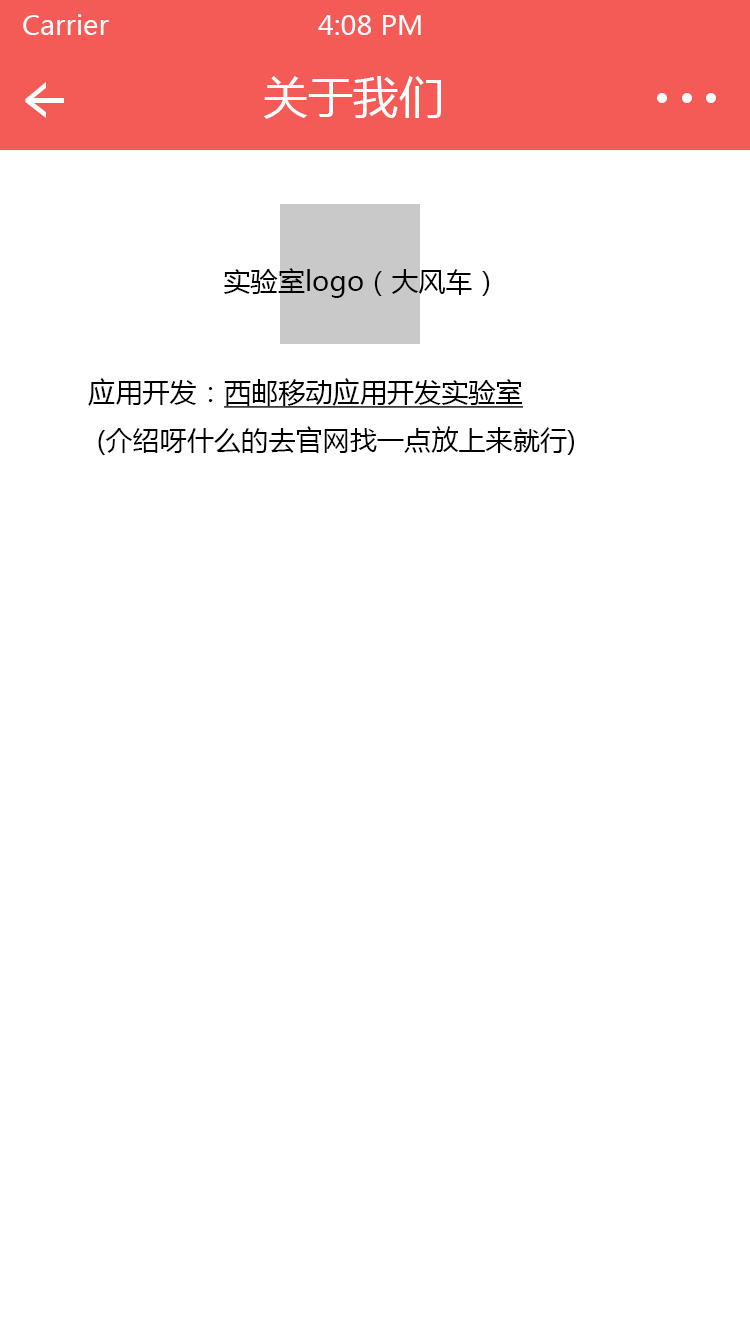 Carrier 4:08 PM
关于我们
实验室logo（大风车）
应用开发：西邮移动应用开发实验室
(介绍呀什么的去官网找一点放上来就行)